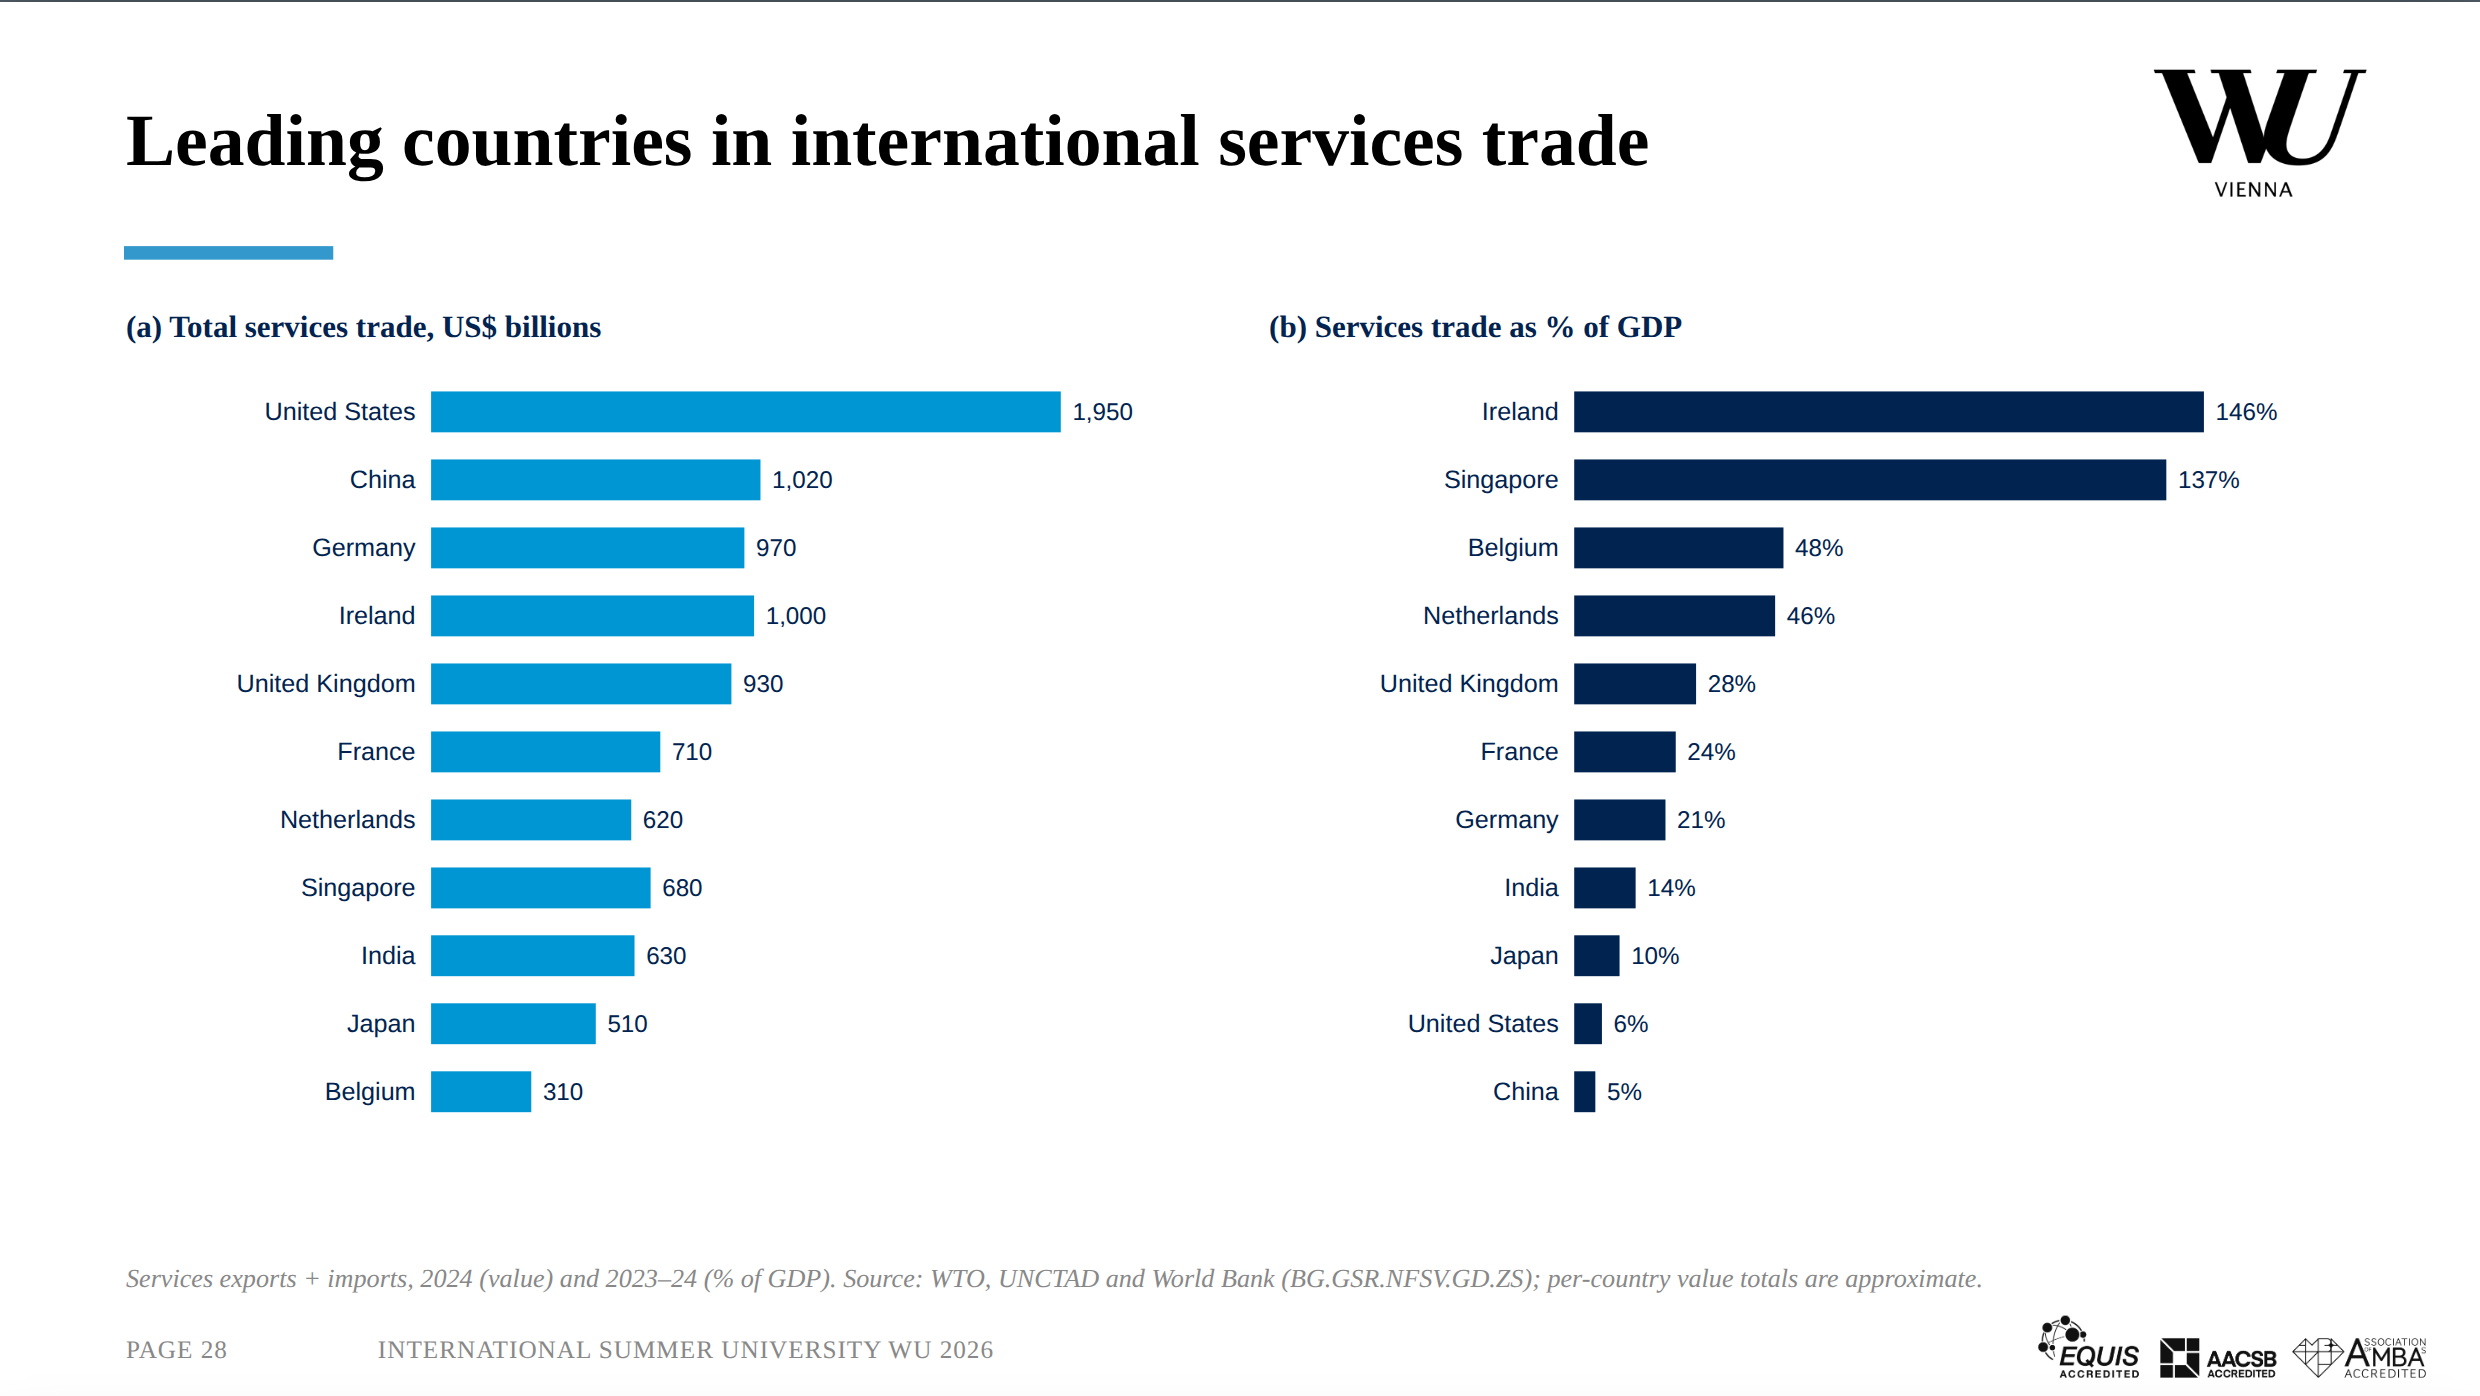 Leading countries in international services trade
WU
VIENNA
(a) Total services trade, US$ billions
United States 1,950
China 1,020
Germany 970
Ireland 1,000
United Kingdom 930
France 710
Netherlands 620
Singapore 680
India 630
Japan 510
Belgium 310
(b) Services trade as % of GDP
Ireland 146%
Singapore 137%
Belgium 48%
Netherlands 46%
United Kingdom 28%
France 24%
Germany 21%
India 14%
Japan 10%
United States 6%
China 5%
Services exports + imports, 2024 (value) and 2023–24 (% of GDP). Source: WTO, UNCTAD and World Bank (BG.GSR.NFSV.GD.ZS); per-country value totals are approximate.
PAGE 28 INTERNATIONAL SUMMER UNIVERSITY WU 2026
EQUIS
ACCREDITED
AACSB
ACCREDITED
ASSOCIATION
OF AMBAS
ACCREDITED